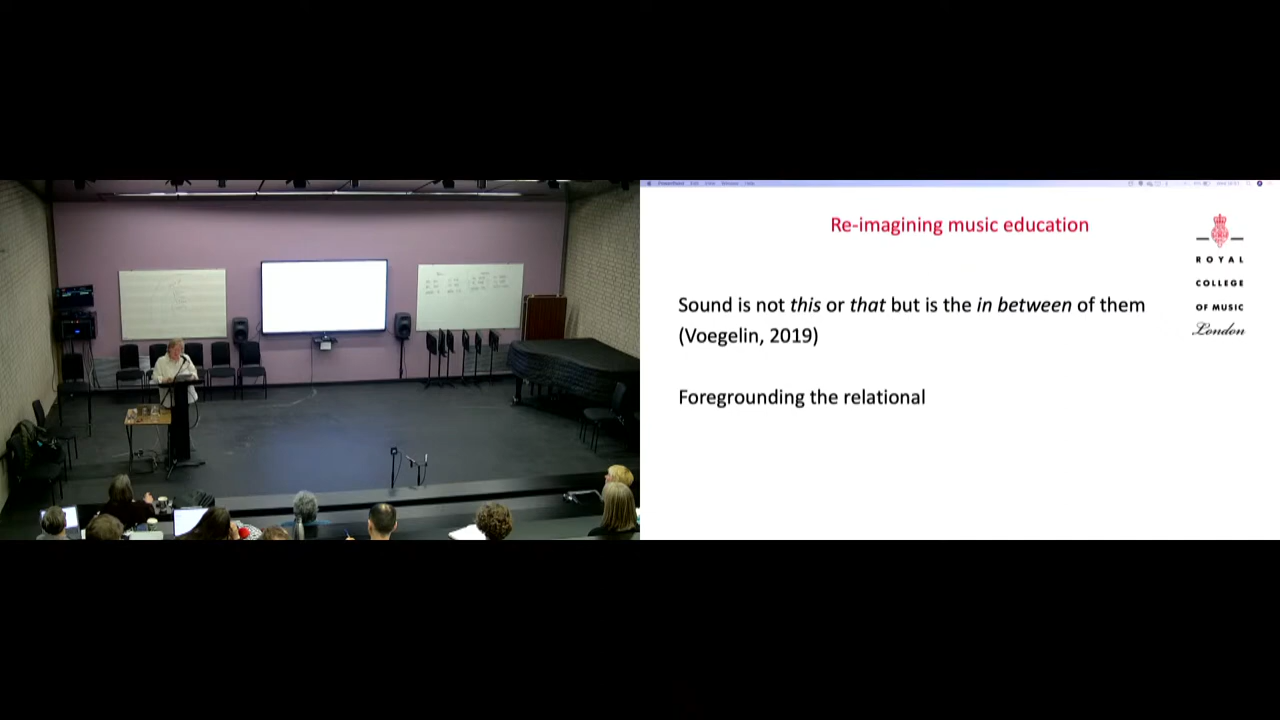 Re-imagining music education
Sound is not this or that but is the in between of them
(Voegelin, 2019)
Foregrounding the relational
ROYAL
COLLEGE
OF MUSIC
London